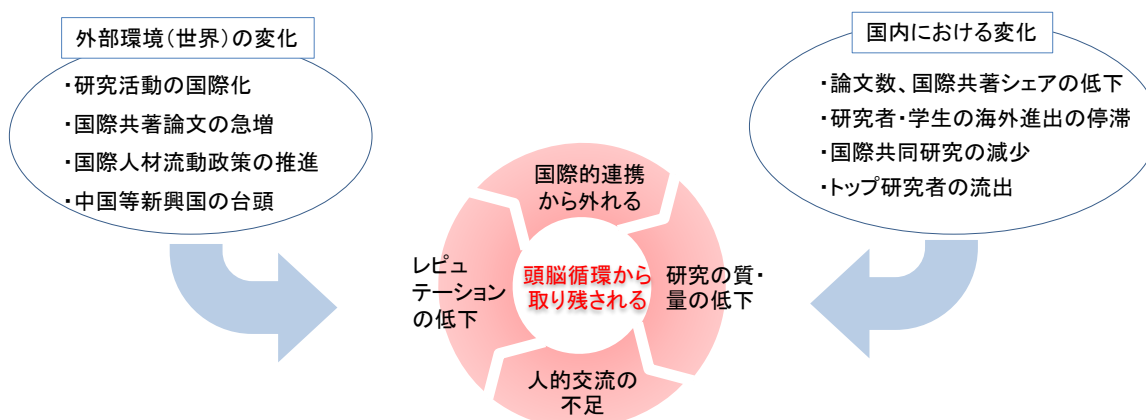 外部環境(世界)の変化
・研究活動の国際化
・国際共著論文の急増
・国際人材流動政策の推進
・中国等新興国の台頭
国内における変化
・論文数、国際共著シェアの低下
・研究者・学生の海外進出の停滞
・国際共同研究の減少
・トップ研究者の流出
国際的連携
から外れる
レピュ
テーション
の低下
頭脳循環から
取り残される
研究の質・
量の低下
人的交流の
不足